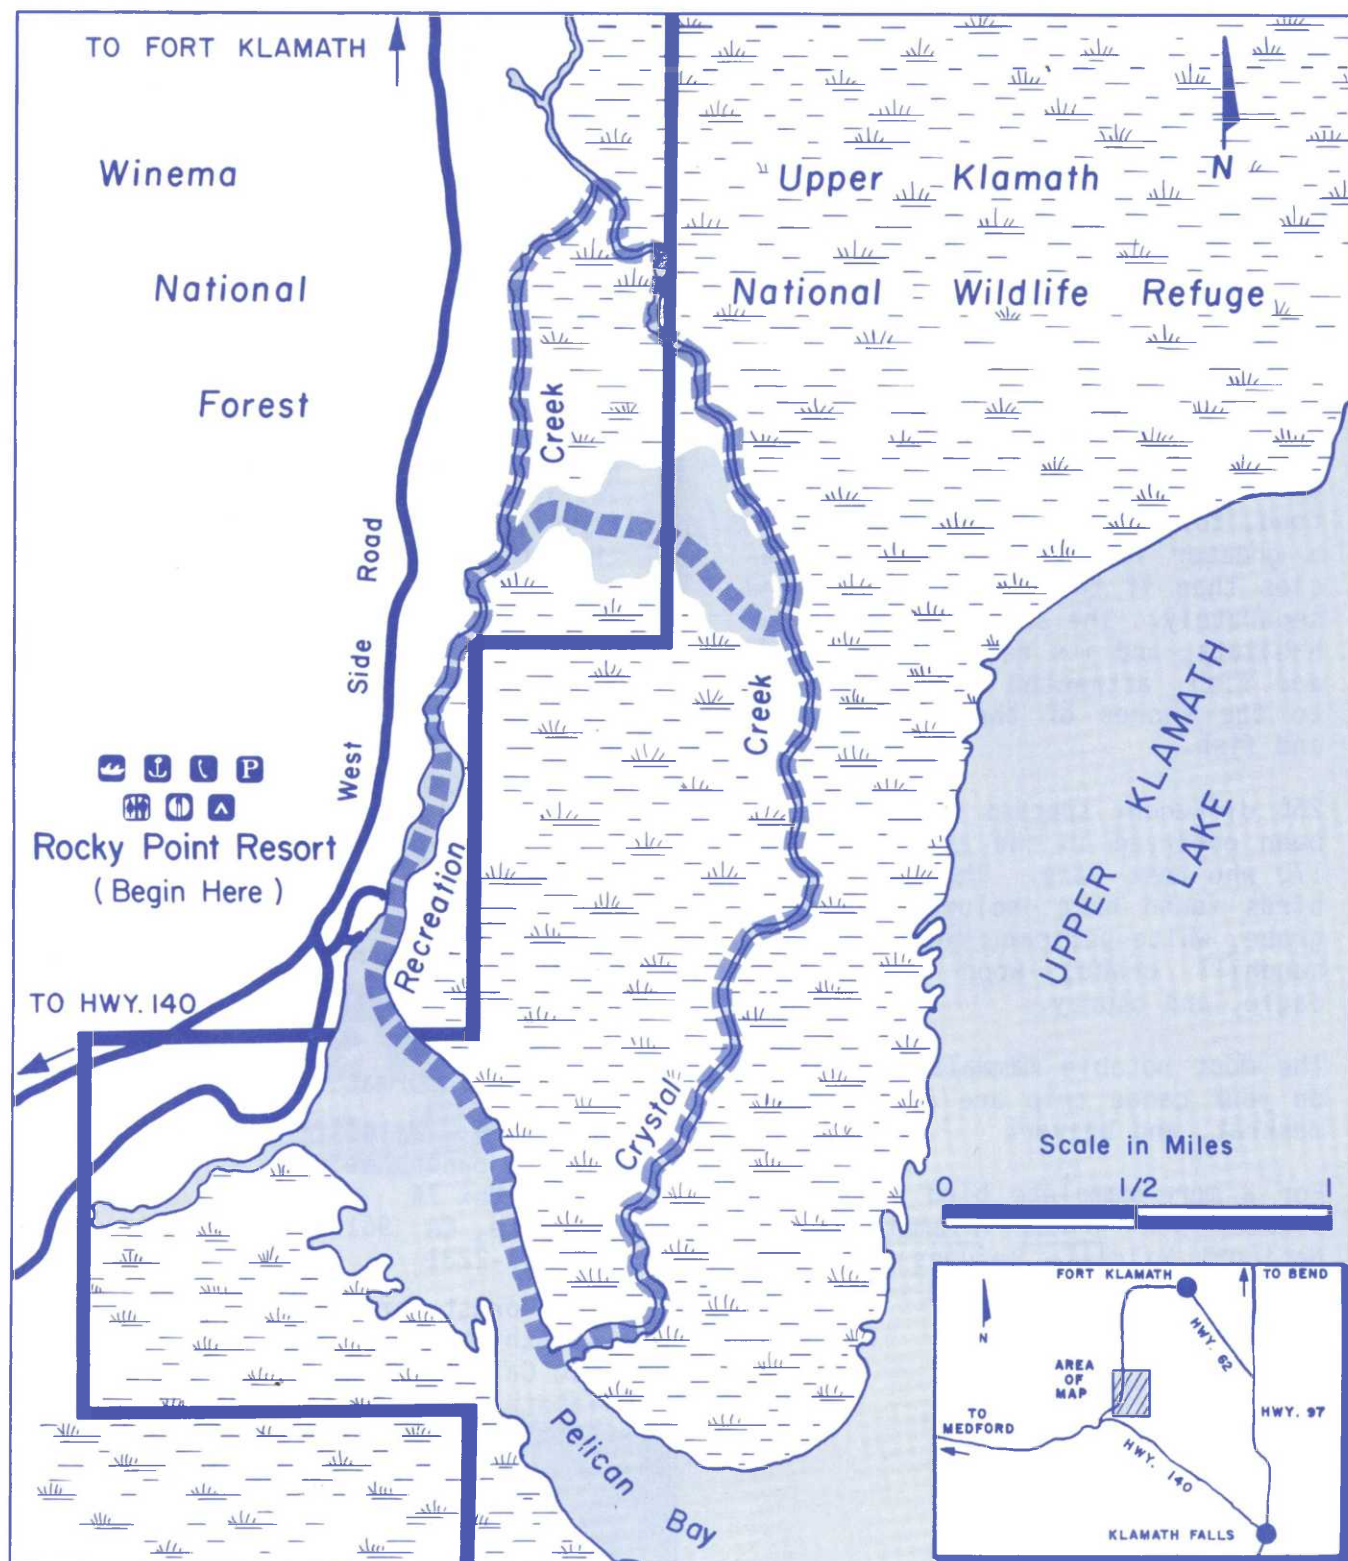 TO FORT KLAMATH
Winema
National
Forest
Upper Klamath
National Wildlife Refuge
N
Creek
West Side Road
P
Rocky Point Resort
( Begin Here )
Recreation
TO HWY. 140
Creek
Crystal
UPPER KLAMATH
LAKE
Scale in Miles
0 1/2 1
Pelican Bay
FORT KLAMATH
TO BEND
N
HWY. 62
AREA
OF
MAP
TO
MEDFORD
HWY. 97
HWY. 140
KLAMATH FALLS